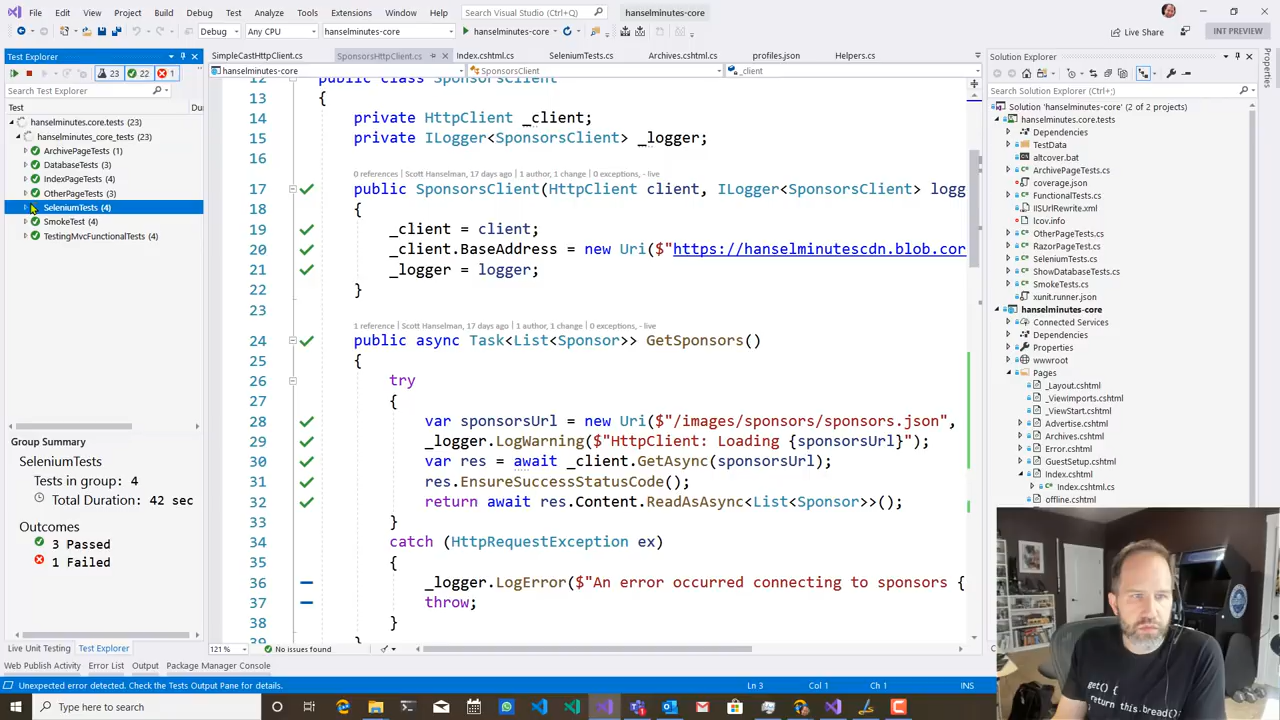 File Edit View Project Build Debug Test Analyze Tools Extensions Window Help Search Visual Studio (Ctrl+Q) hanselminutes-core
Debug Any CPU hanselminutes-core hanselminutes-core Live Share INT PREVIEW
Test Explorer
23 22 1
Search Test Explorer
Test Du
hanselminutes.core.tests (23)
hanselminutes_core_tests (23)
ArchivePageTests (1)
DatabaseTests (3)
IndexPageTests (4)
OtherPageTests (3)
SeleniumTests (4)
SmokeTest (4)
TestingMvcFunctionalTests (4)
Group Summary
SeleniumTests
Tests in group: 4
Total Duration: 42 sec
Outcomes
3 Passed
1 Failed
Live Unit Testing Test Explorer
SimpleCastHttpClient.cs SponsorsHttpClient.cs Index.cshtml.cs SeleniumTests.cs Archives.cshtml.cs profiles.json Helpers.cs
hanselminutes-core SponsorsClient _client
12 public class SponsorsClient
13 {
14 private HttpClient _client;
15 private ILogger<SponsorsClient> _logger;
16
0 references | Scott Hanselman, 17 days ago | 1 author, 1 change | 0 exceptions, - live
17 public SponsorsClient(HttpClient client, ILogger<SponsorsClient> logg
18 {
19 _client = client;
20 _client.BaseAddress = new Uri($"https://hanselminutescdn.blob.cor
21 _logger = logger;
22 }
23
1 reference | Scott Hanselman, 17 days ago | 1 author, 1 change | 0 exceptions, - live
24 public async Task<List<Sponsor>> GetSponsors()
25 {
26 try
27 {
28 var sponsorsUrl = new Uri($"/images/sponsors/sponsors.json",
29 _logger.LogWarning($"HttpClient: Loading {sponsorsUrl}");
30 var res = await _client.GetAsync(sponsorsUrl);
31 res.EnsureSuccessStatusCode();
32 return await res.Content.ReadAsAsync<List<Sponsor>>();
33 }
34 catch (HttpRequestException ex)
35 {
36 _logger.LogError($"An error occurred connecting to sponsors {
37 throw;
38 }
39
121 % No issues found
Solution Explorer
Search Solution Explorer (Ctrl+;)
Solution 'hanselminutes-core' (2 of 2 projects)
hanselminutes.core.tests
Dependencies
TestData
altcover.bat
ArchivePageTests.cs
coverage.json
FunctionalTests.cs
IISUrlRewrite.xml
lcov.info
OtherPageTests.cs
RazorPageTest.cs
SeleniumTests.cs
ShowDatabaseTests.cs
SmokeTests.cs
xunit.runner.json
hanselminutes-core
Connected Services
Dependencies
Properties
wwwroot
Pages
_Layout.cshtml
_ViewImports.cshtml
_ViewStart.cshtml
Advertise.cshtml
Archives.cshtml
Error.cshtml
GuestSetup.cshtml
Index.cshtml
Index.cshtml.cs
offline.cshtml
Properties
get() {
return this.bread();
Web Publish Activity Error List Output Package Manager Console
Unexpected error detected. Check the Tests Output Pane for details. Ln 3 Col 1 Ch 1 INS
Type here to search